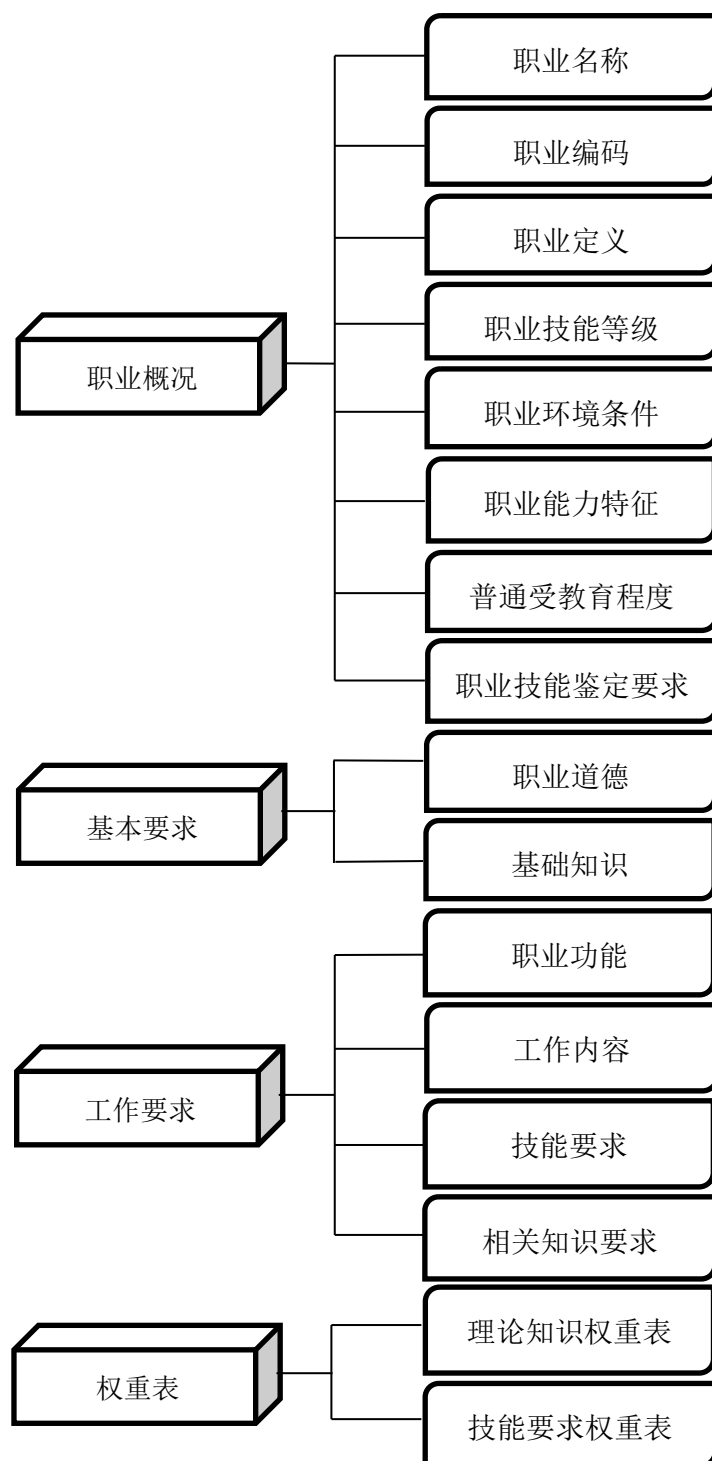 职业概况
职业名称
职业编码
职业定义
职业技能等级
职业环境条件
职业能力特征
普通受教育程度
职业技能鉴定要求
基本要求
职业道德
基础知识
工作要求
职业功能
工作内容
技能要求
相关知识要求
权重表
理论知识权重表
技能要求权重表